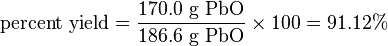 percent yield = 170.0 g PbO / 186.6 g PbO × 100 = 91.12%